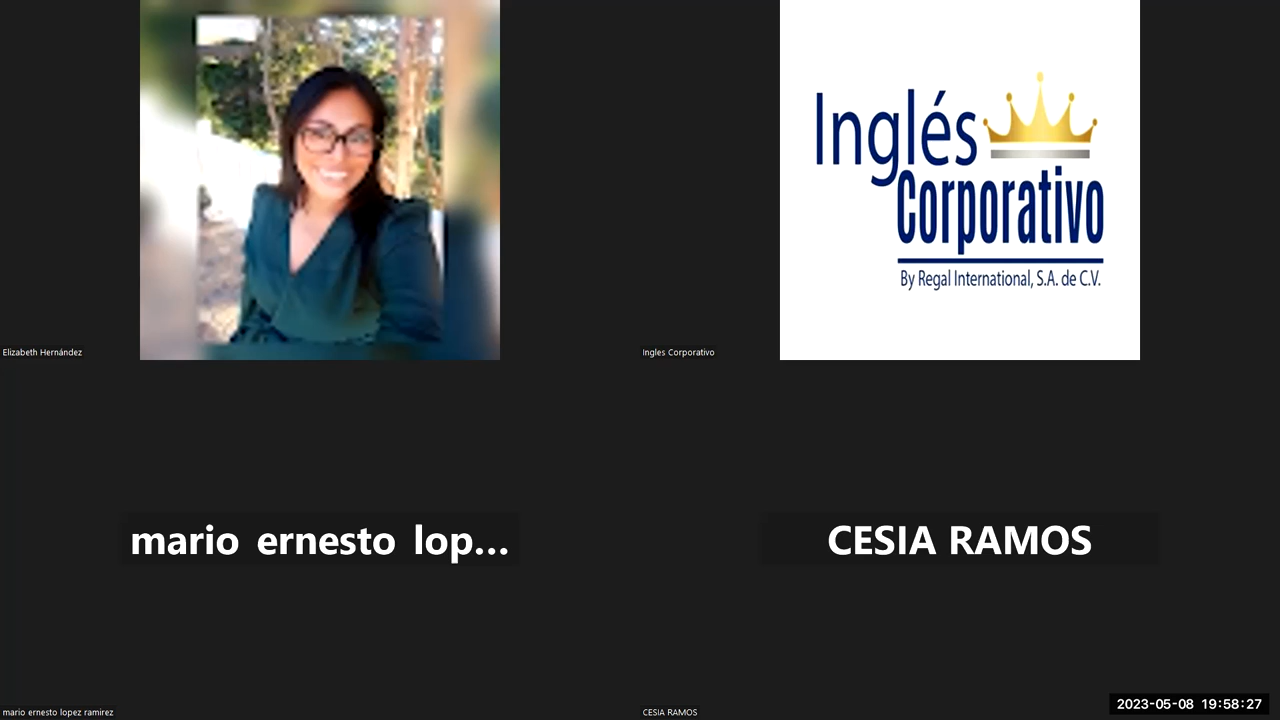 Inglés
Corporativo
By Regal International, S.A. de C.V.
Elizabeth Hernández
Ingles Corporativo
mario ernesto lop...
CESIA RAMOS
mario ernesto lopez ramirez
CESIA RAMOS
2023-05-08 19:58:27